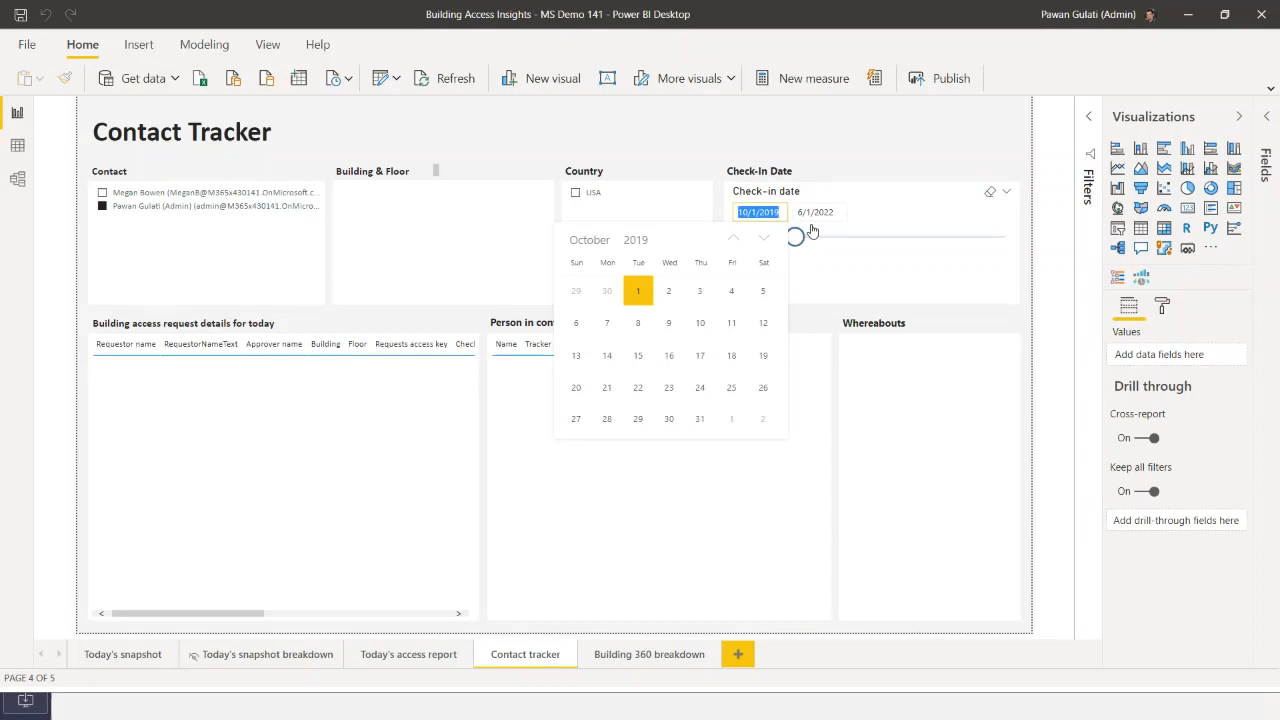 Building Access Insights - MS Demo 141 - Power BI Desktop
Pawan Gulati (Admin)
File Home Insert Modeling View Help
Get data Refresh New visual More visuals New measure Publish
Contact Tracker
Contact
Megan Bowen (MeganB@M365x430141.OnMicrosoft.c...
Pawan Gulati (Admin) (admin@M365x430141.OnMicro...
Building & Floor
Country
USA
Check-In Date
Check-in date
10/1/2019 6/1/2022
October 2019
Sun Mon Tue Wed Thu Fri Sat
29 30 1 2 3 4 5
6 7 8 9 10 11 12
13 14 15 16 17 18 19
20 21 22 23 24 25 26
27 28 29 30 31 1 2
Building access request details for today
Requestor name RequestorNameText Approver name Building Floor Requests access key Checl
Person in con
Name Tracker
Whereabouts
Filters
Visualizations
R Py
...
Values
Add data fields here
Drill through
Cross-report
On
Keep all filters
On
Add drill-through fields here
Fields
Today's snapshot Today's snapshot breakdown Today's access report Contact tracker Building 360 breakdown +
PAGE 4 OF 5